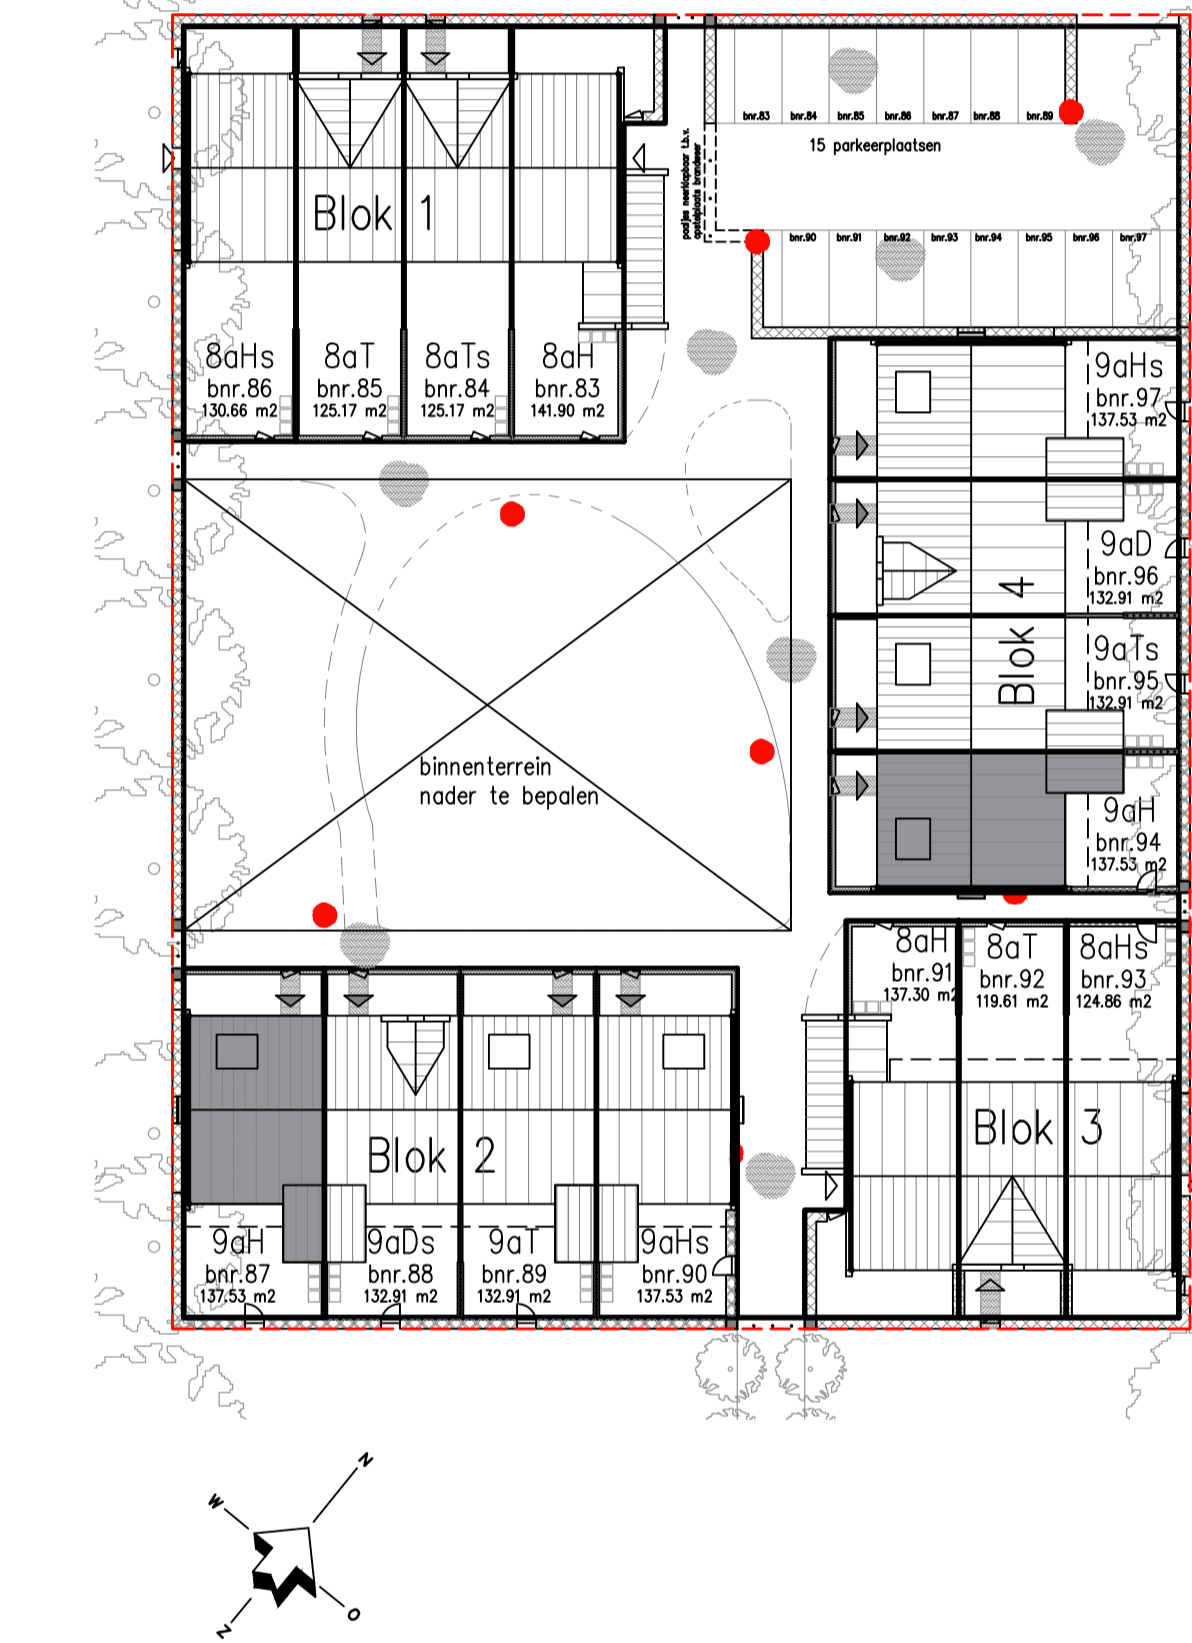 bnr.83 bnr.84 bnr.85 bnr.86 bnr.87 bnr.88 bnr.89
15 parkeerplaatsen
padjes neerklapbaar t.b.v.
opstelplaats brandweer
bnr.90 bnr.91 bnr.92 bnr.93 bnr.94 bnr.95 bnr.96 bnr.97
Blok 1
8aHs
bnr.86
130.66 m2
8aT
bnr.85
125.17 m2
8aTs
bnr.84
125.17 m2
8aH
bnr.83
141.90 m2
9aHs
bnr.97
137.53 m2
9aD
bnr.96
132.91 m2
Blok 4
9aTs
bnr.95
132.91 m2
9aH
bnr.94
137.53 m2
binnenterrein
nader te bepalen
8aH
bnr.91
137.30 m2
8aT
bnr.92
119.61 m2
8aHs
bnr.93
124.86 m2
Blok 3
Blok 2
9aH
bnr.87
137.53 m2
9aDs
bnr.88
132.91 m2
9aT
bnr.89
132.91 m2
9aHs
bnr.90
137.53 m2
N
W
O
Z